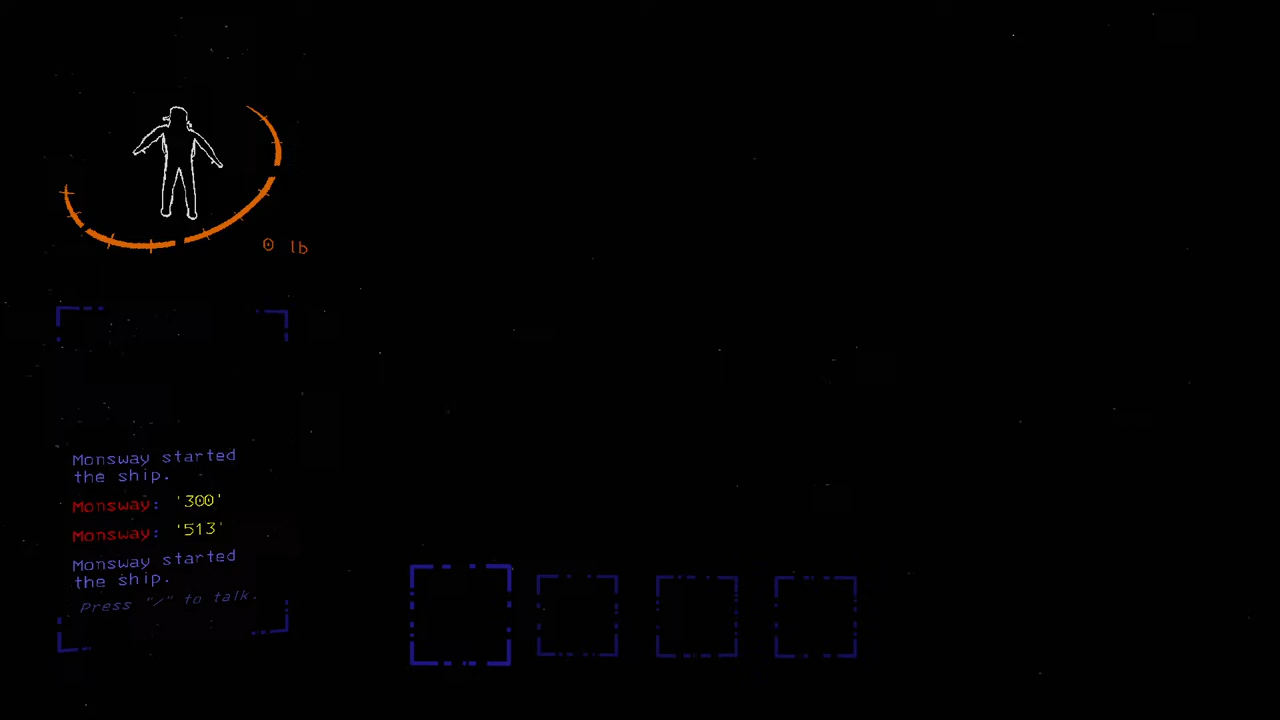 0 lb
Monsway started
the ship.
Monsway: '300'
Monsway: '513'
Monsway started
the ship.
Press "/" to talk.